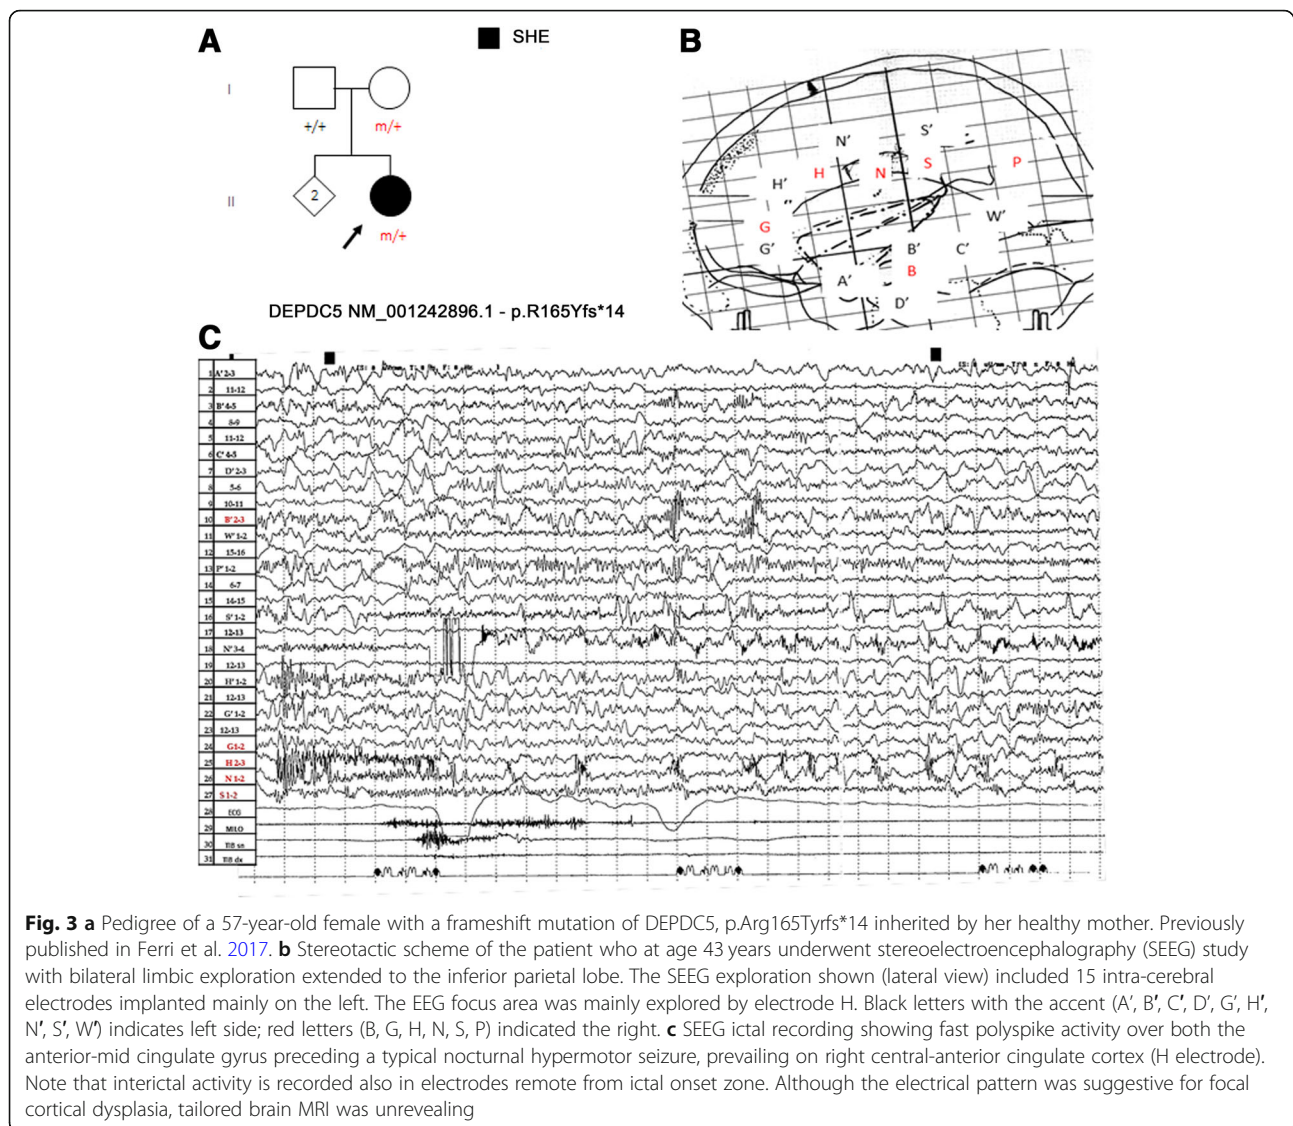 A
SHE
B
I
+/+
m/+
II
2
m/+
DEPDC5 NM_001242896.1 - p.R165Yfs*14
N′
S′
H
N
S
P
H′
W′
G
G′
B′
C′
B
A′
D′
C
1 A' 2-3
2 11-12
3 B' 4-5
4 8-9
5 11-12
6 C' 4-5
7 D' 2-3
8 5-6
9 10-11
10 B' 2-3
11 W' 1-2
12 15-16
13 P' 1-2
14 6-7
15 14-15
16 S' 1-2
17 12-13
18 N' 3-4
19 12-13
20 H' 1-2
21 12-13
22 G' 1-2
23 12-13
24 G 1-2
25 H 2-3
26 N 1-2
27 S 1-2
28 ECG
29 MILO
30 TIB sn
31 TIB dx
Fig. 3 a Pedigree of a 57-year-old female with a frameshift mutation of DEPDC5, p.Arg165Tyrfs*14 inherited by her healthy mother. Previously
published in Ferri et al. 2017. b Stereotactic scheme of the patient who at age 43 years underwent stereoelectroencephalography (SEEG) study
with bilateral limbic exploration extended to the inferior parietal lobe. The SEEG exploration shown (lateral view) included 15 intra-cerebral
electrodes implanted mainly on the left. The EEG focus area was mainly explored by electrode H. Black letters with the accent (A′, B′, C′, D′, G′, H′,
N′, S′, W′) indicates left side; red letters (B, G, H, N, S, P) indicated the right. c SEEG ictal recording showing fast polyspike activity over both the
anterior-mid cingulate gyrus preceding a typical nocturnal hypermotor seizure, prevailing on right central-anterior cingulate cortex (H electrode).
Note that interictal activity is recorded also in electrodes remote from ictal onset zone. Although the electrical pattern was suggestive for focal
cortical dysplasia, tailored brain MRI was unrevealing